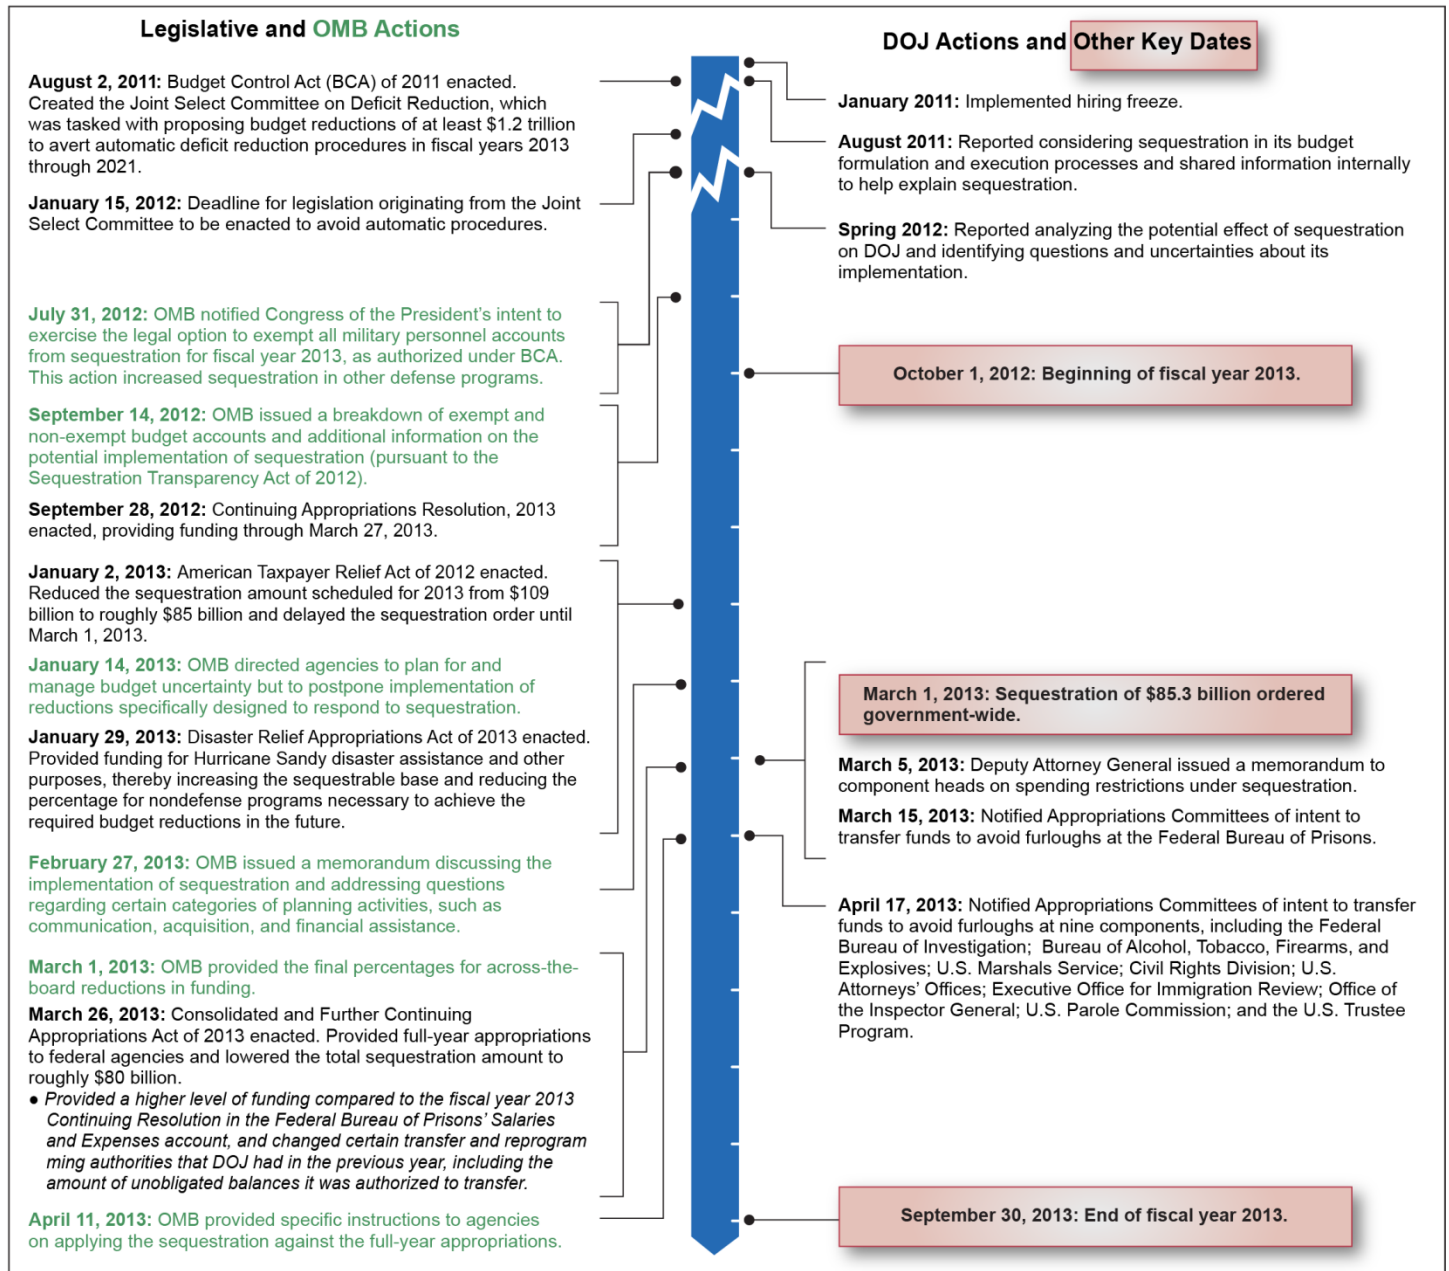 Legislative and OMB Actions
August 2, 2011: Budget Control Act (BCA) of 2011 enacted.
Created the Joint Select Committee on Deficit Reduction, which
was tasked with proposing budget reductions of at least $1.2 trillion
to avert automatic deficit reduction procedures in fiscal years 2013
through 2021.
January 15, 2012: Deadline for legislation originating from the Joint
Select Committee to be enacted to avoid automatic procedures.
July 31, 2012: OMB notified Congress of the President’s intent to
exercise the legal option to exempt all military personnel accounts
from sequestration for fiscal year 2013, as authorized under BCA.
This action increased sequestration in other defense programs.
September 14, 2012: OMB issued a breakdown of exempt and
non-exempt budget accounts and additional information on the
potential implementation of sequestration (pursuant to the
Sequestration Transparency Act of 2012).
September 28, 2012: Continuing Appropriations Resolution, 2013
enacted, providing funding through March 27, 2013.
January 2, 2013: American Taxpayer Relief Act of 2012 enacted.
Reduced the sequestration amount scheduled for 2013 from $109
billion to roughly $85 billion and delayed the sequestration order until
March 1, 2013.
January 14, 2013: OMB directed agencies to plan for and
manage budget uncertainty but to postpone implementation of
reductions specifically designed to respond to sequestration.
January 29, 2013: Disaster Relief Appropriations Act of 2013 enacted.
Provided funding for Hurricane Sandy disaster assistance and other
purposes, thereby increasing the sequestrable base and reducing the
percentage for nondefense programs necessary to achieve the
required budget reductions in the future.
February 27, 2013: OMB issued a memorandum discussing the
implementation of sequestration and addressing questions
regarding certain categories of planning activities, such as
communication, acquisition, and financial assistance.
March 1, 2013: OMB provided the final percentages for across-the-
board reductions in funding.
March 26, 2013: Consolidated and Further Continuing
Appropriations Act of 2013 enacted. Provided full-year appropriations
to federal agencies and lowered the total sequestration amount to
roughly $80 billion.
● Provided a higher level of funding compared to the fiscal year 2013
Continuing Resolution in the Federal Bureau of Prisons’ Salaries
and Expenses account, and changed certain transfer and reprogram
ming authorities that DOJ had in the previous year, including the
amount of unobligated balances it was authorized to transfer.
April 11, 2013: OMB provided specific instructions to agencies
on applying the sequestration against the full-year appropriations.
DOJ Actions and Other Key Dates
January 2011: Implemented hiring freeze.
August 2011: Reported considering sequestration in its budget
formulation and execution processes and shared information internally
to help explain sequestration.
Spring 2012: Reported analyzing the potential effect of sequestration
on DOJ and identifying questions and uncertainties about its
implementation.
October 1, 2012: Beginning of fiscal year 2013.
March 1, 2013: Sequestration of $85.3 billion ordered
government-wide.
March 5, 2013: Deputy Attorney General issued a memorandum to
component heads on spending restrictions under sequestration.
March 15, 2013: Notified Appropriations Committees of intent to
transfer funds to avoid furloughs at the Federal Bureau of Prisons.
April 17, 2013: Notified Appropriations Committees of intent to transfer
funds to avoid furloughs at nine components, including the Federal
Bureau of Investigation; Bureau of Alcohol, Tobacco, Firearms, and
Explosives; U.S. Marshals Service; Civil Rights Division; U.S.
Attorneys’ Offices; Executive Office for Immigration Review; Office of
the Inspector General; U.S. Parole Commission; and the U.S. Trustee
Program.
September 30, 2013: End of fiscal year 2013.